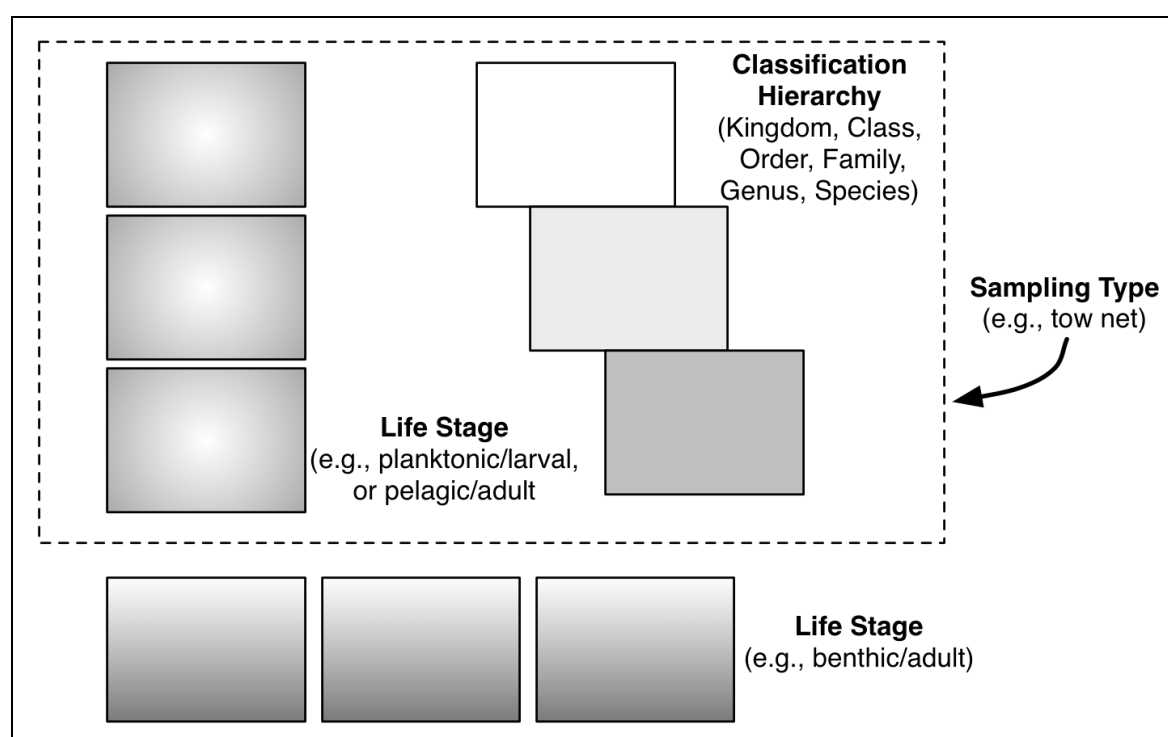 Classification
Hierarchy
(Kingdom, Class,
Order, Family,
Genus, Species)
Sampling Type
(e.g., tow net)
Life Stage
(e.g., planktonic/larval,
or pelagic/adult
Life Stage
(e.g., benthic/adult)